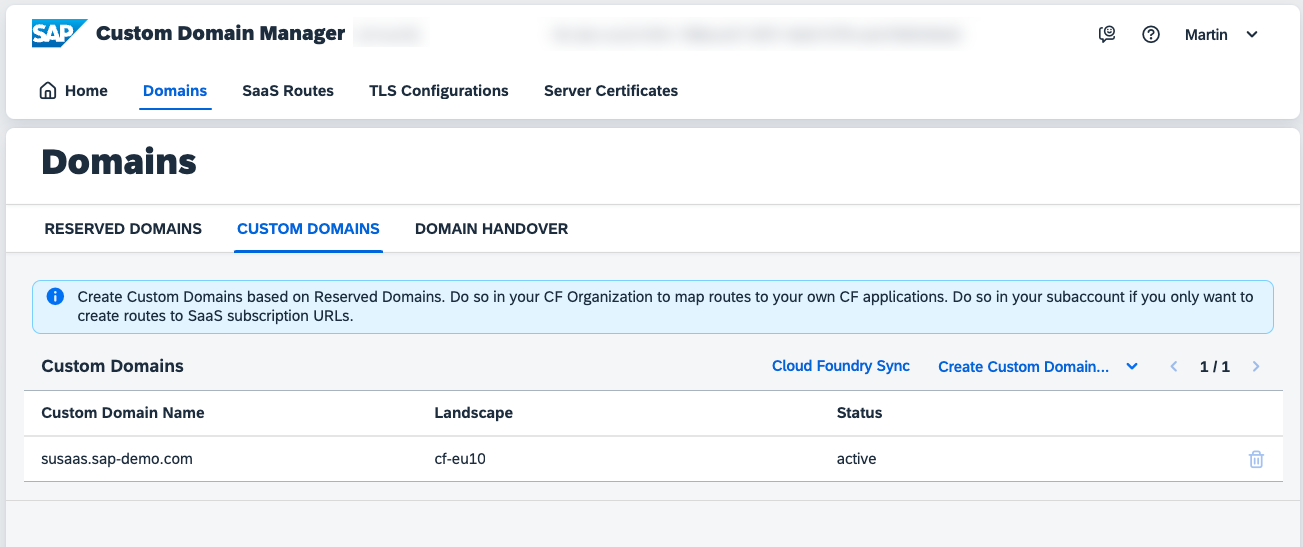 SAP Custom Domain Manager
Martin
Home Domains SaaS Routes TLS Configurations Server Certificates
Domains
RESERVED DOMAINS CUSTOM DOMAINS DOMAIN HANDOVER
Create Custom Domains based on Reserved Domains. Do so in your CF Organization to map routes to your own CF applications. Do so in your subaccount if you only want to
create routes to SaaS subscription URLs.
Custom Domains Cloud Foundry Sync Create Custom Domain... 1 / 1
Custom Domain Name Landscape Status
susaas.sap-demo.com cf-eu10 active